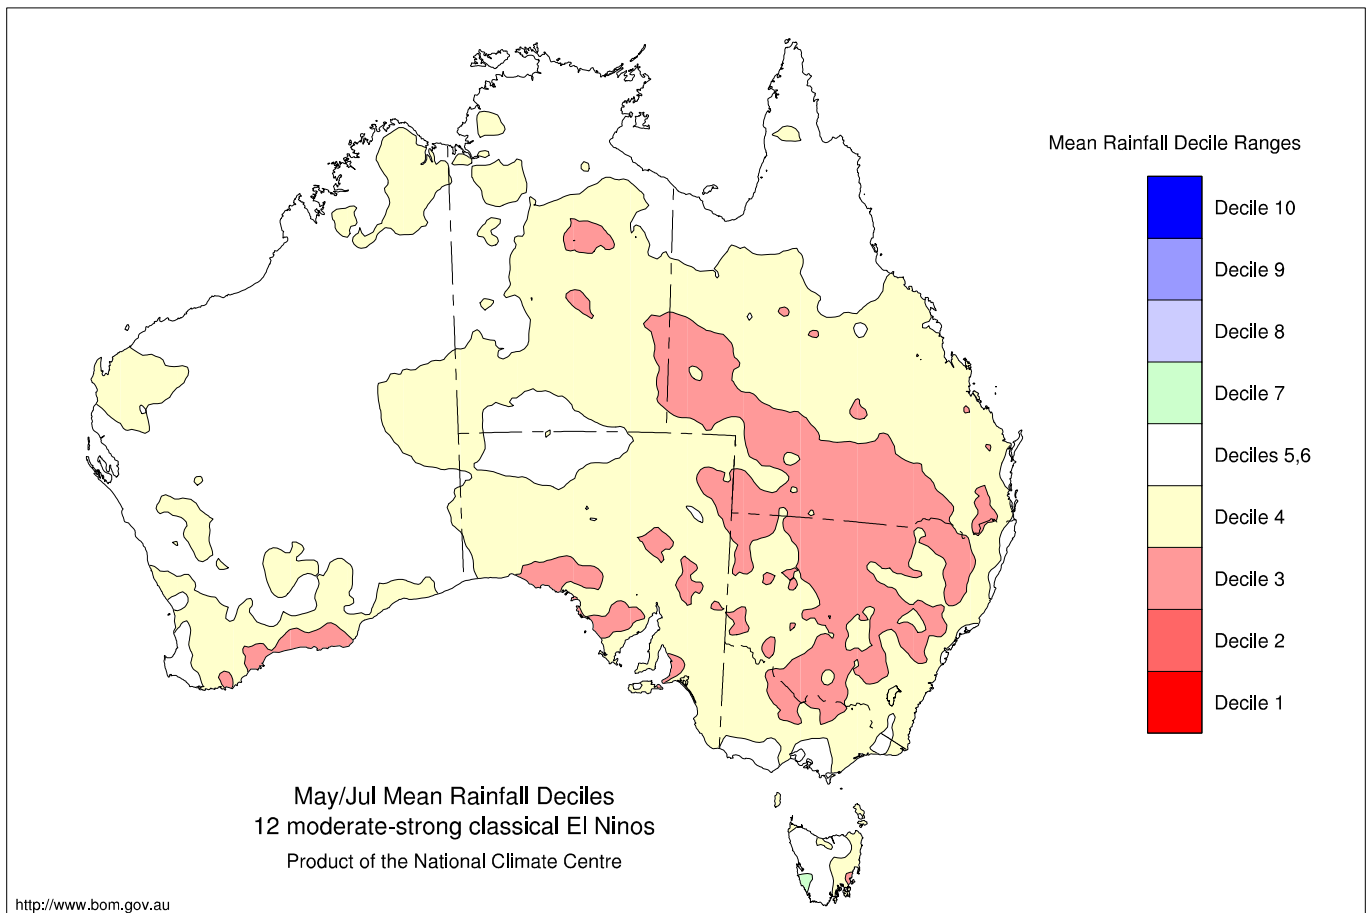 Mean Rainfall Decile Ranges
Decile 10
Decile 9
Decile 8
Decile 7
Deciles 5,6
Decile 4
Decile 3
Decile 2
Decile 1
May/Jul Mean Rainfall Deciles
12 moderate-strong classical El Ninos
Product of the National Climate Centre
http://www.bom.gov.au